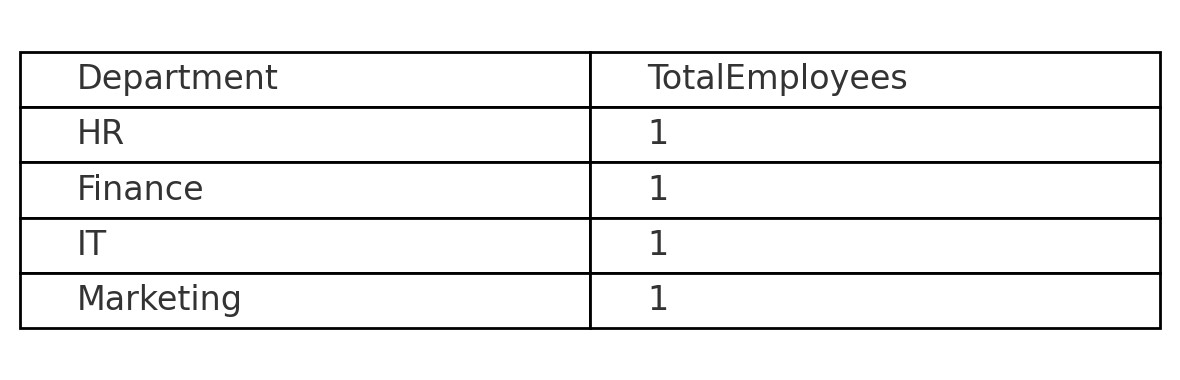 Department TotalEmployees
HR 1
Finance 1
IT 1
Marketing 1